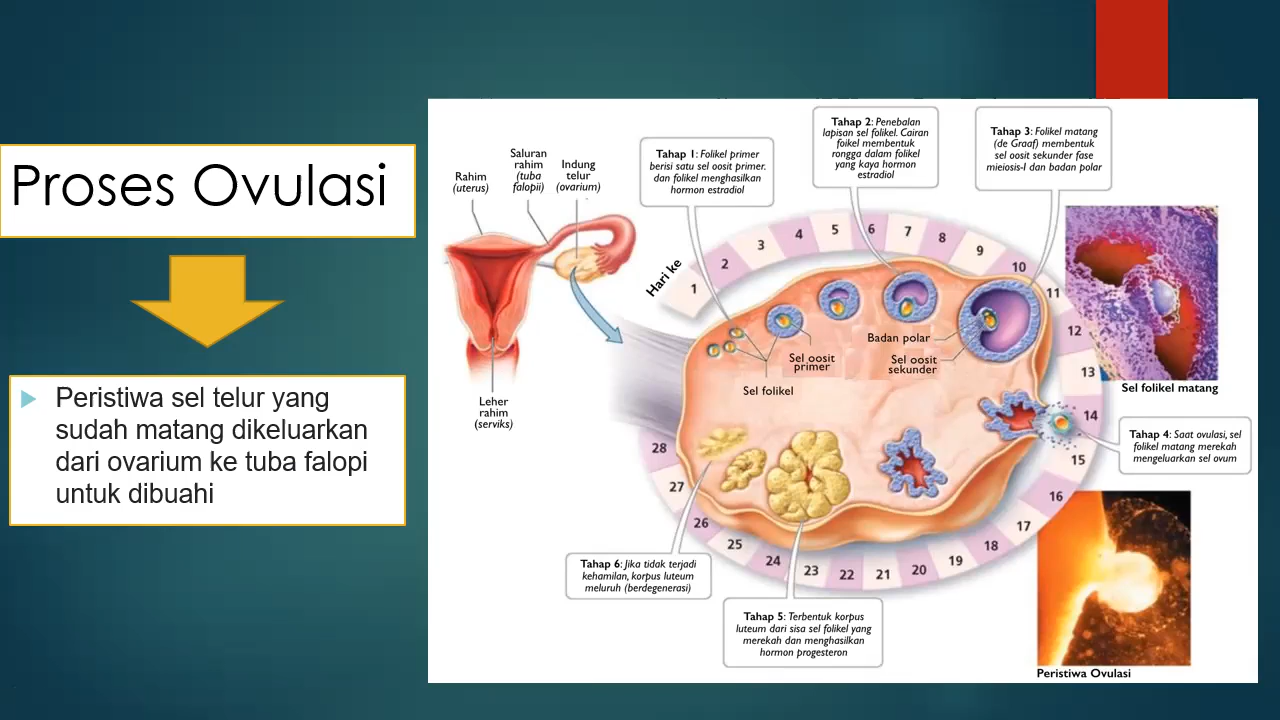 Proses Ovulasi
Peristiwa sel telur yang
sudah matang dikeluarkan
dari ovarium ke tuba falopi
untuk dibuahi
Rahim
(uterus)
Saluran
rahim
(tuba
falopii)
Indung
telur
(ovarium)
Leher
rahim
(serviks)
Tahap 1: Folikel primer
berisi satu sel oosit primer.
dan folikel menghasilkan
hormon estradiol
Tahap 2: Penebalan
lapisan sel folikel. Cairan
foikel membentuk
rongga dalam folikel
yang kaya hormon
estradiol
Tahap 3: Folikel matang
(de Graaf) membentuk
sel oosit sekunder fase
mieiosis-I dan badan polar
Hari ke
1
2
3
4
5
6
7
8
9
10
11
12
13
14
15
16
17
18
19
20
21
22
23
24
25
26
27
28
Sel folikel
Sel oosit
primer
Badan polar
Sel oosit
sekunder
Sel folikel matang
Tahap 4: Saat ovulasi, sel
folikel matang merekah
mengeluarkan sel ovum
Tahap 6: Jika tidak terjadi
kehamilan, korpus luteum
meluruh (berdegenerasi)
Tahap 5: Terbentuk korpus
luteum dari sisa sel folikel yang
merekah dan menghasilkan
hormon progesteron
Peristiwa Ovulasi